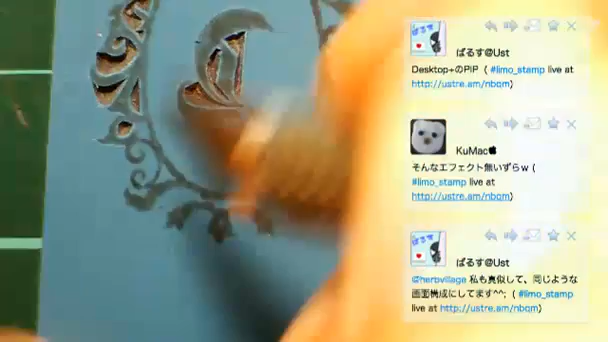 ぱるす@Ust
Desktop+のPIP ( #limo_stamp live at
http://ustre.am/nbqm)
KuMac
そんなエフェクト無いずらw (
#limo_stamp live at
http://ustre.am/nbqm)
ぱるす@Ust
@herbvillage 私も真似して、同じような
画面構成にしてます^^; ( #limo_stamp
live at http://ustre.am/nbqm)